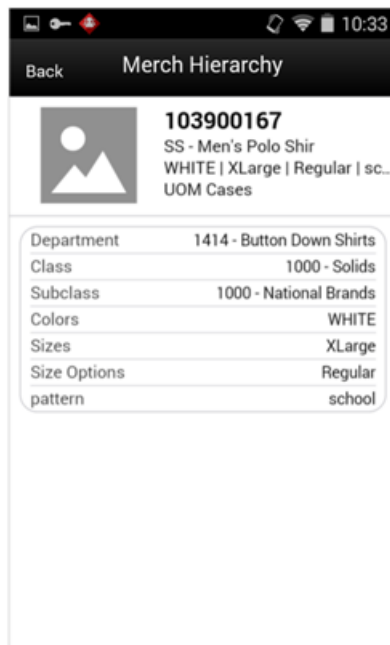 10:33
Back
Merch Hierarchy
103900167
SS - Men's Polo Shir
WHITE | XLarge | Regular | sc...
UOM Cases
Department 1414 - Button Down Shirts
Class 1000 - Solids
Subclass 1000 - National Brands
Colors WHITE
Sizes XLarge
Size Options Regular
pattern school